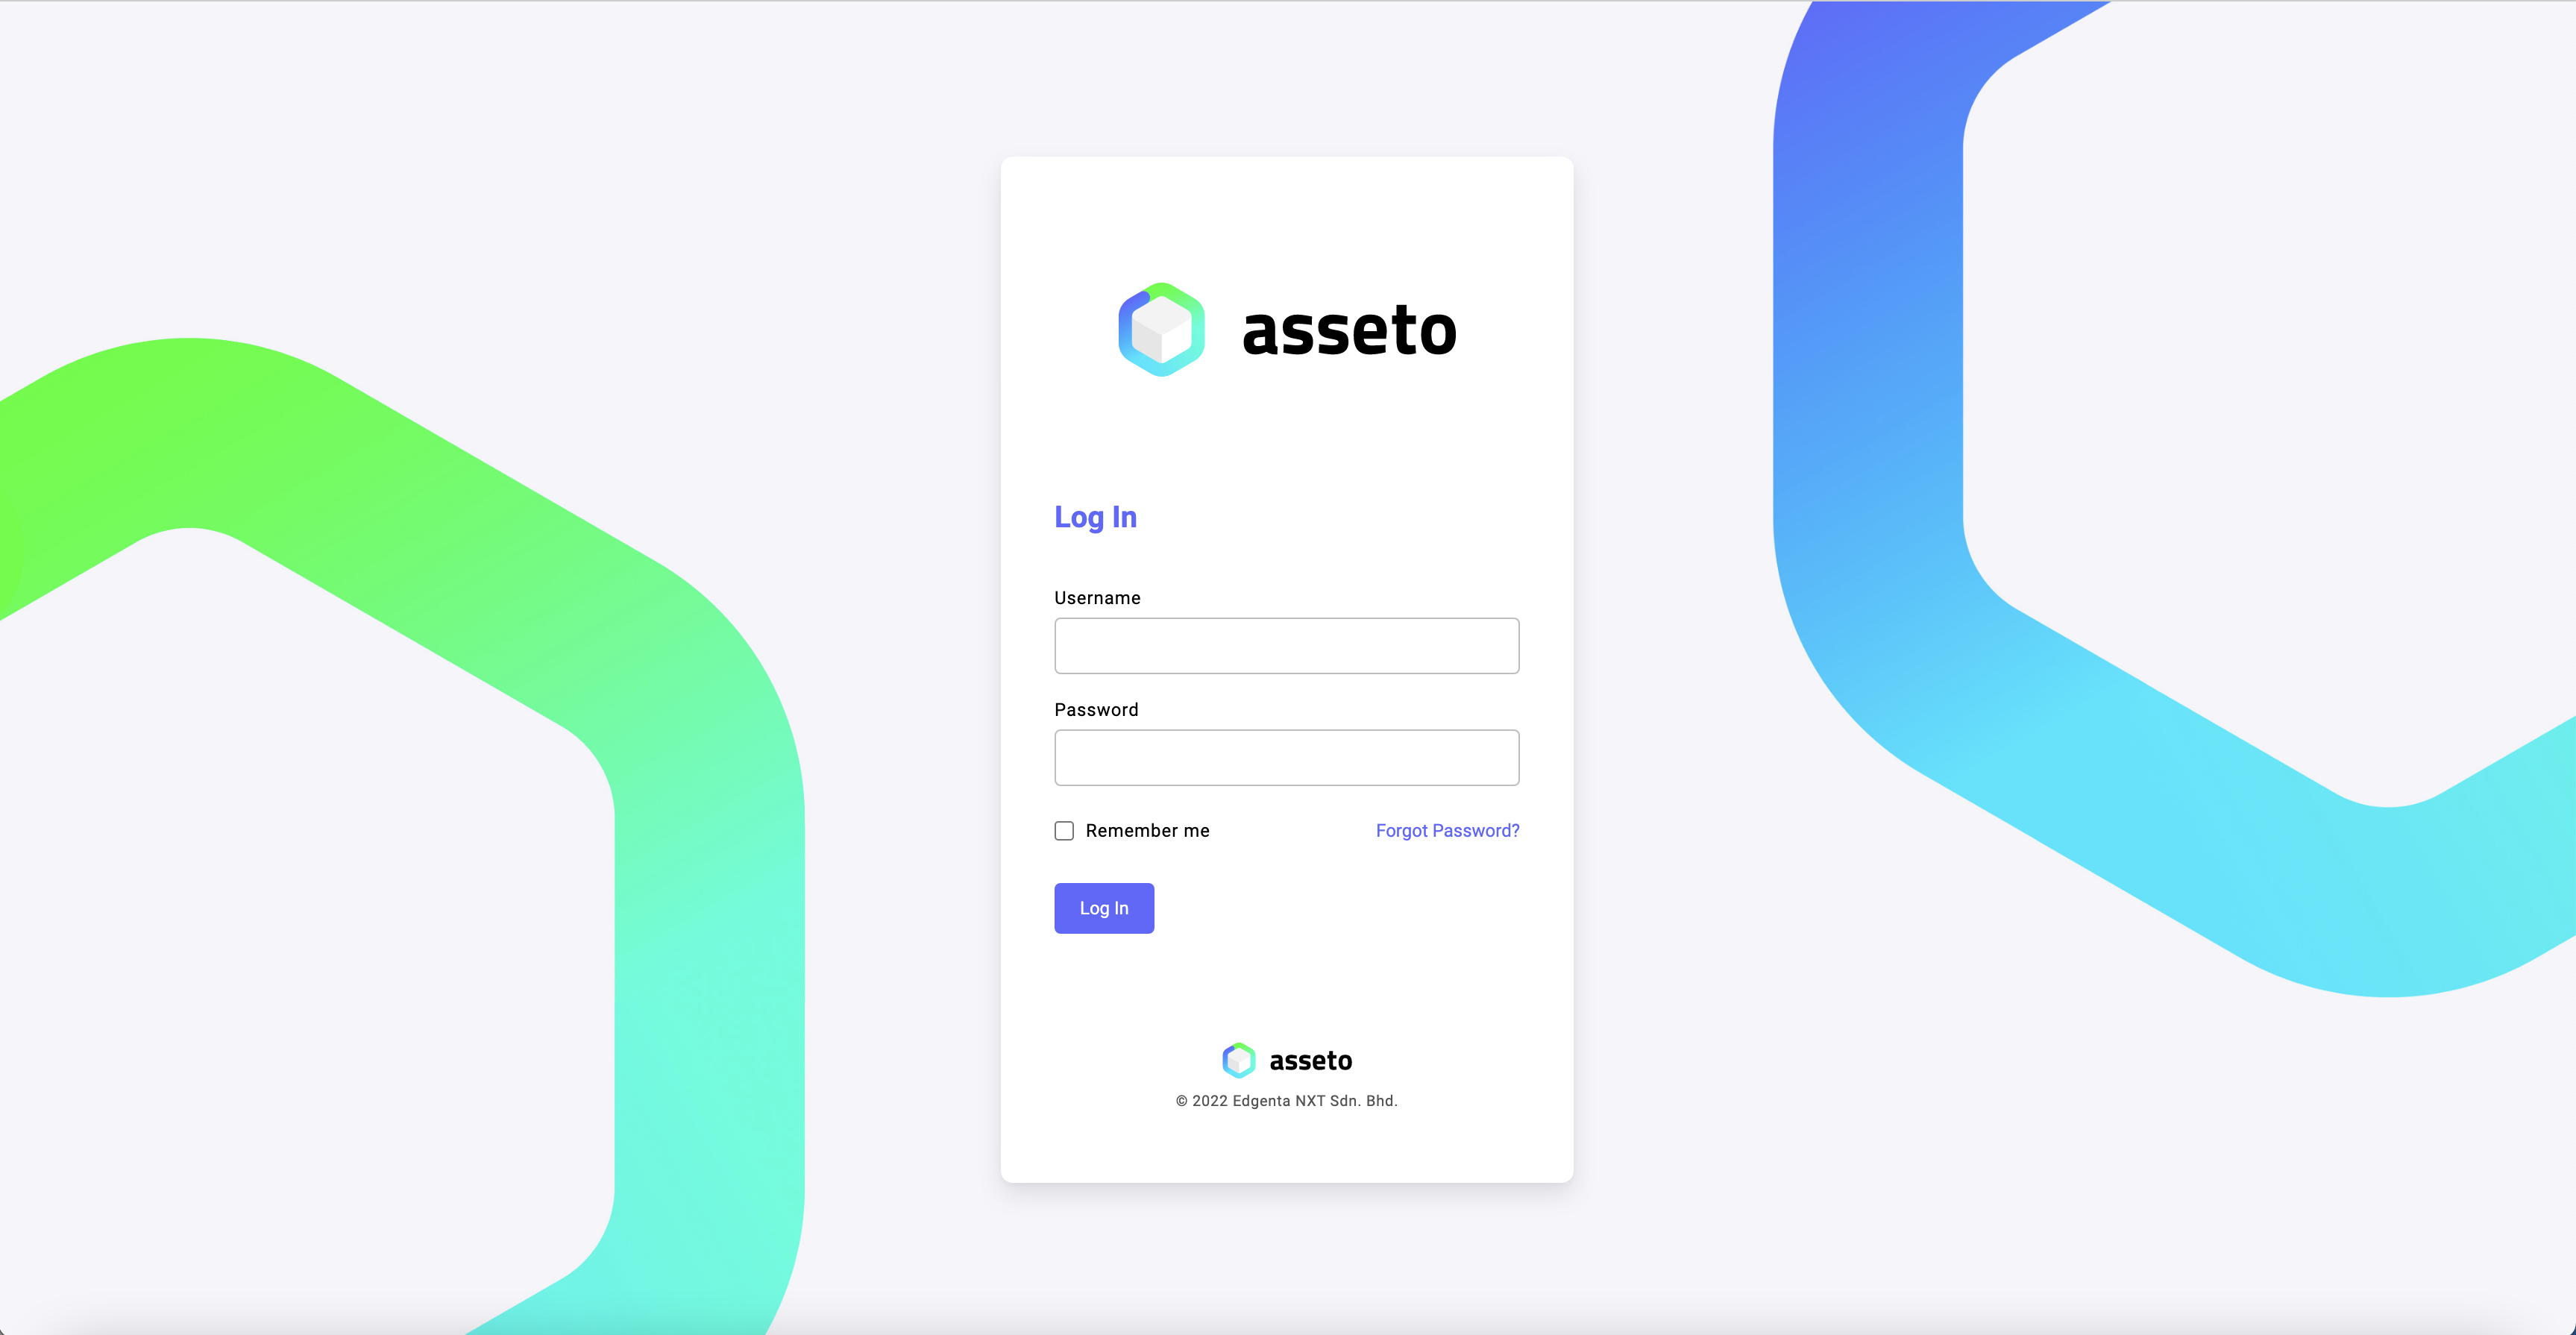 asseto
Log In
Username
Password
Remember me
Forgot Password?
Log In
asseto
© 2022 Edgenta NXT Sdn. Bhd.